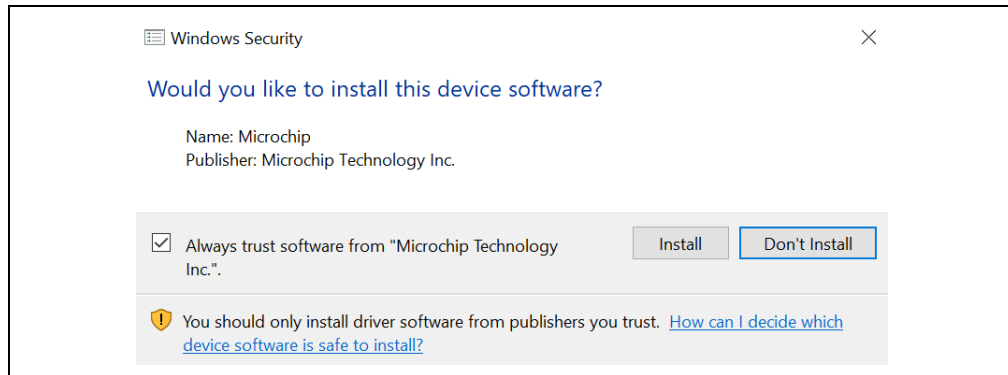 Windows Security
Would you like to install this device software?
Name: Microchip
Publisher: Microchip Technology Inc.
Always trust software from "Microchip Technology
Inc.".
Install
Don't Install
You should only install driver software from publishers you trust. How can I decide which
device software is safe to install?